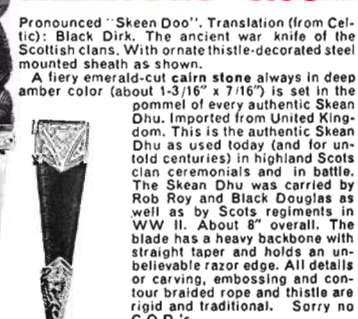 Pronounced "Skeen Doo". Translation (from Cel-
tic): Black Dirk. The ancient war knife of the
Scottish clans. With ornate thistle-decorated steel
mounted sheath as shown.
A fiery emerald-cut cairn stone always in deep
amber color (about 1-3/16" x 7/16") is set in the
pommel of every authentic Skean
Dhu. Imported from United King-
dom. This is the authentic Skean
Dhu as used today (and for un-
told centuries) in highland Scots
clan ceremonials and in battle.
The Skean Dhu was carried by
Rob Roy and Black Douglas as
well as by Scots regiments in
WW II. About 8" overall. The
blade has a heavy backbone with
straight taper and holds an un-
believable razor edge. All details
or carving, embossing and con-
tour braided rope and thistle are
rigid and traditional. Sorry no
C.O.D.'s